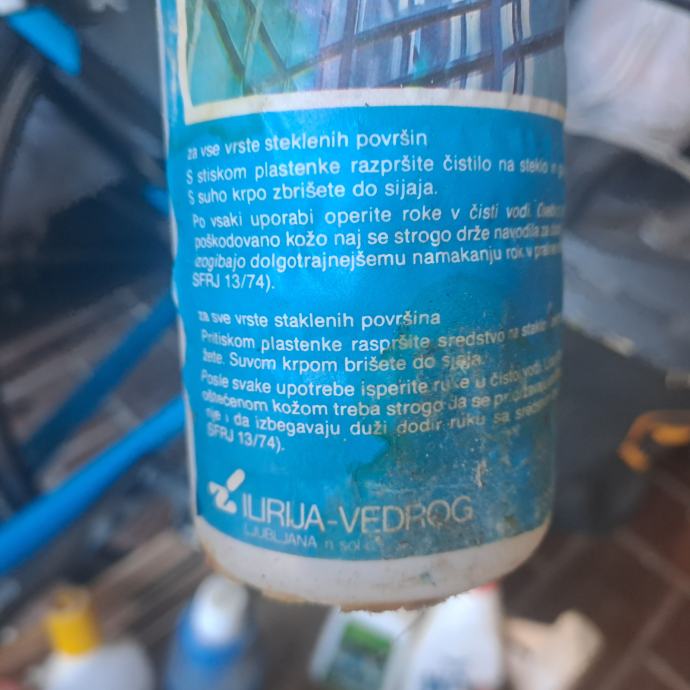 za vse vrste steklenih površin
S stiskom plastenke razpršite čistilo na steklo in
S suho krpo zbrišete do sijaja.
Po vsaki uporabi operite roke v čisti vodi.
poškodovano kožo naj se strogo drže navodila za
izogibajo dolgotrajnejšemu namakanju rok v
SFRJ 13/74).
za sve vrste staklenih površina
Pritiskom plastenke raspršite sredstvo na staklo
žete. Suvom krpom brišete do sjaja.
Posle svake upotrebe isperite ruke u čistoj vodi.
oštećenom kožom treba strogo da se
nje i da izbegavaju duži dodir ruku sa
SFRJ 13/74).
ILIRIJA-VEDROG
LJUBLJANA n sol o